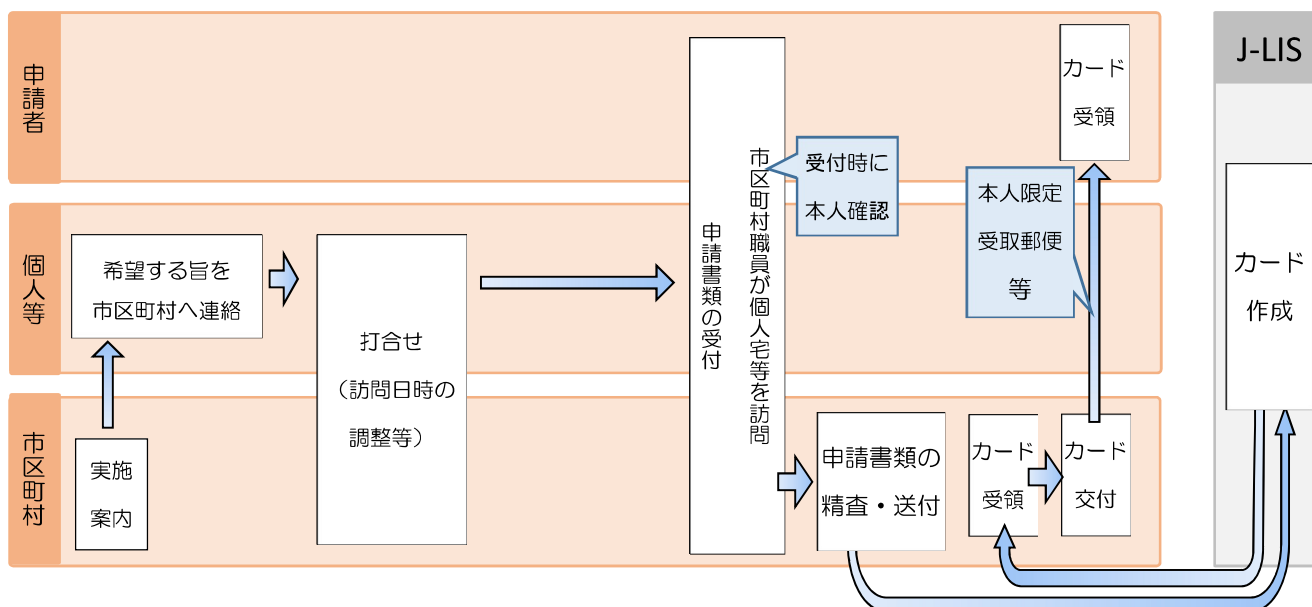 申請者
カード
受領
受付時に
本人確認
本人限定
受取郵便
等
個人等
希望する旨を
市区町村へ連絡
打合せ
（訪問日時の
調整等）
市区町村職員が個人宅等を訪問
申請書類の受付
市区町村
実施
案内
申請書類の
精査・送付
カード
受領
カード
交付
J-LIS
カード
作成